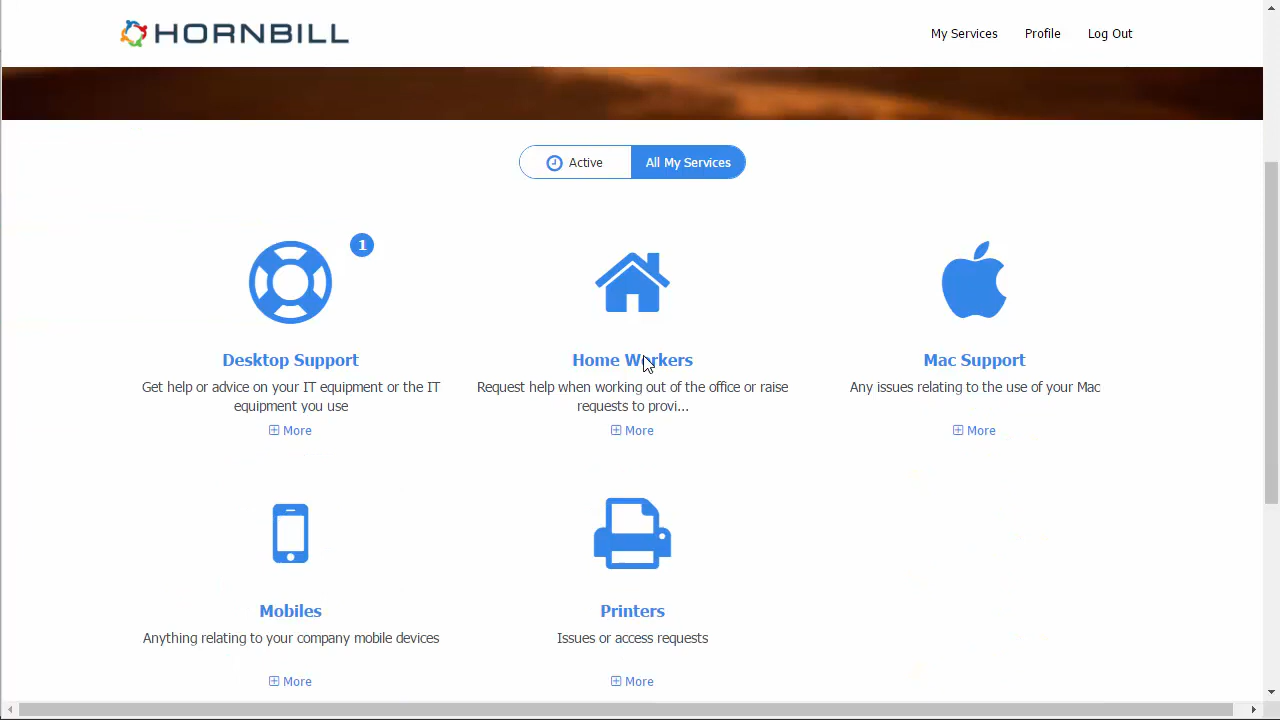 HORNBILL
My Services Profile Log Out
Active All My Services
1
Desktop Support
Get help or advice on your IT equipment or the IT
equipment you use
More
Home Workers
Request help when working out of the office or raise
requests to provi...
More
Mac Support
Any issues relating to the use of your Mac
More
Mobiles
Anything relating to your company mobile devices
More
Printers
Issues or access requests
More